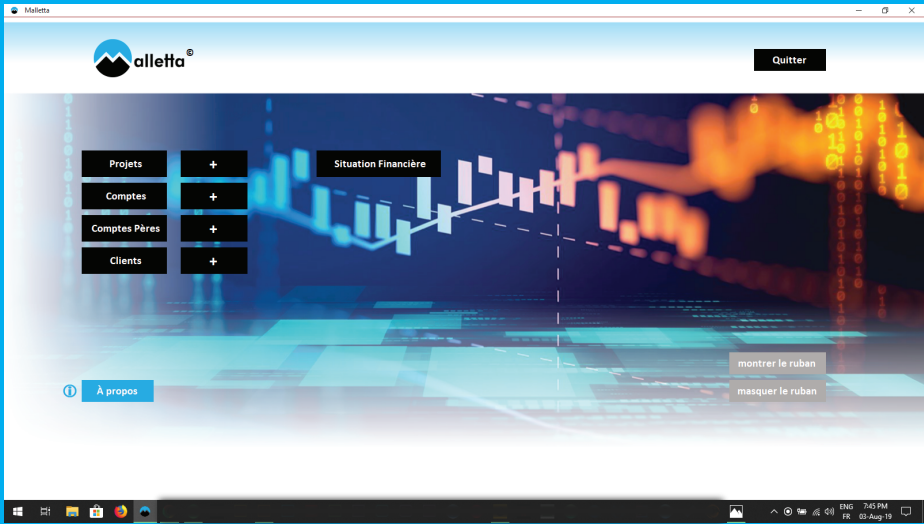 Malletta
alletta©
Quitter
Projets +
Situation Financière
Comptes +
Comptes Pères +
Clients +
montrer le ruban
À propos
masquer le ruban
ENG 7:45 PM
FR 03-Aug-19